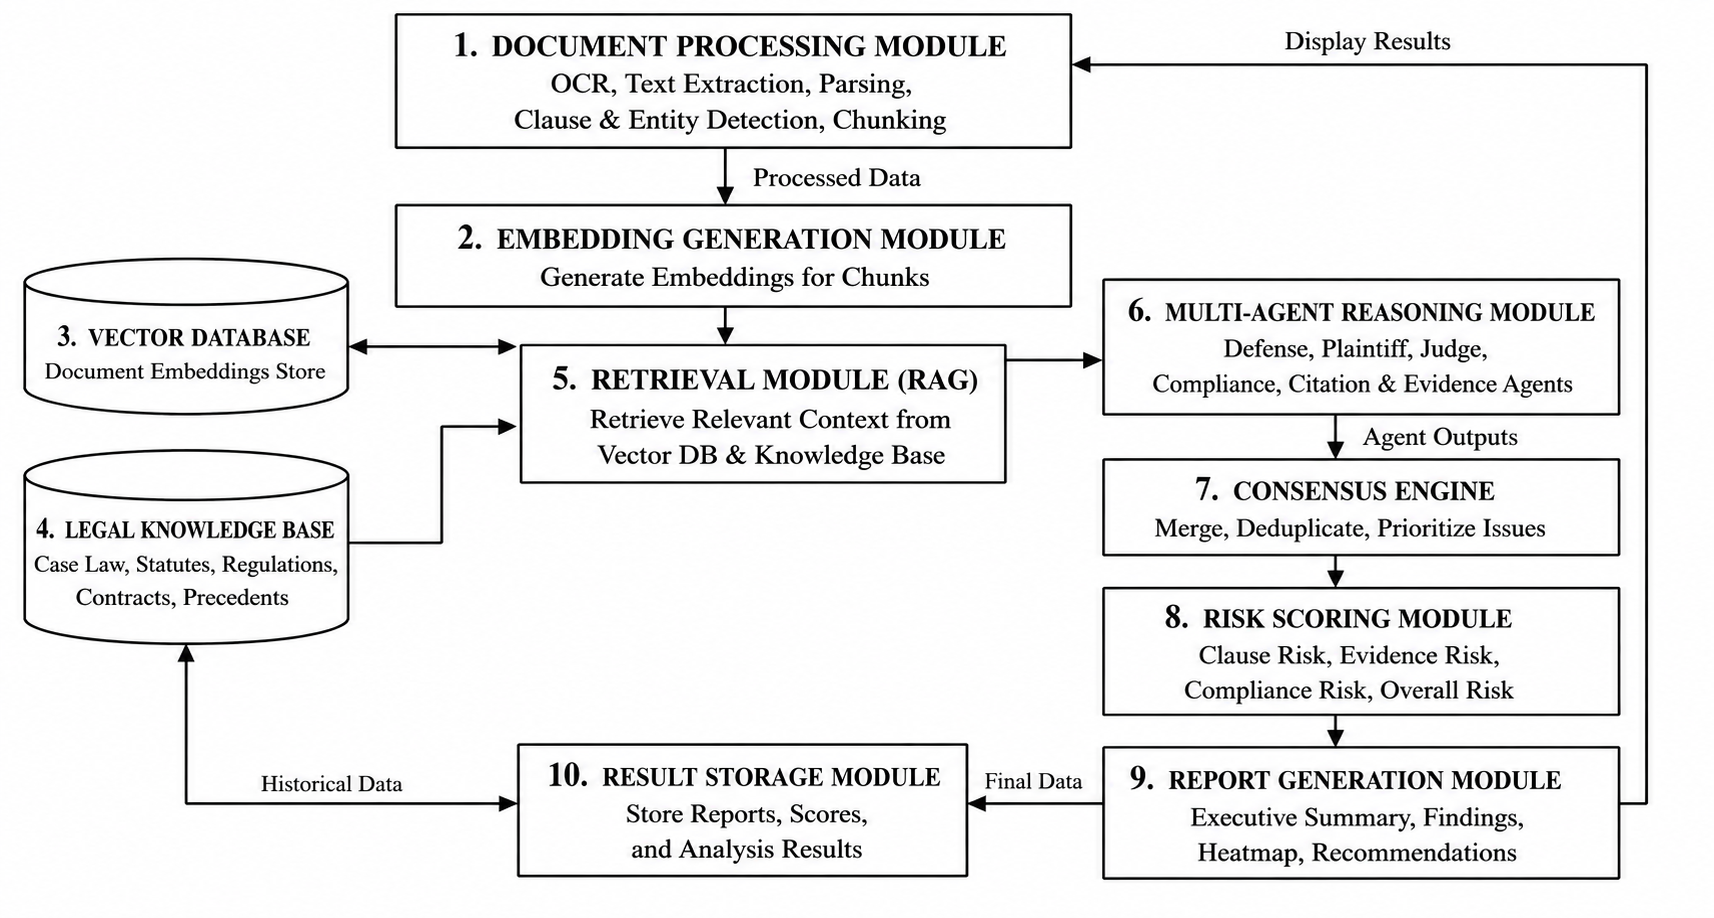 1. DOCUMENT PROCESSING MODULE
OCR, Text Extraction, Parsing,
Clause & Entity Detection, Chunking
Display Results
Processed Data
2. EMBEDDING GENERATION MODULE
Generate Embeddings for Chunks
3. VECTOR DATABASE
Document Embeddings Store
4. LEGAL KNOWLEDGE BASE
Case Law, Statutes, Regulations,
Contracts, Precedents
5. RETRIEVAL MODULE (RAG)
Retrieve Relevant Context from
Vector DB & Knowledge Base
6. MULTI-AGENT REASONING MODULE
Defense, Plaintiff, Judge,
Compliance, Citation & Evidence Agents
Agent Outputs
7. CONSENSUS ENGINE
Merge, Deduplicate, Prioritize Issues
8. RISK SCORING MODULE
Clause Risk, Evidence Risk,
Compliance Risk, Overall Risk
9. REPORT GENERATION MODULE
Executive Summary, Findings,
Heatmap, Recommendations
Final Data
10. RESULT STORAGE MODULE
Store Reports, Scores,
and Analysis Results
Historical Data